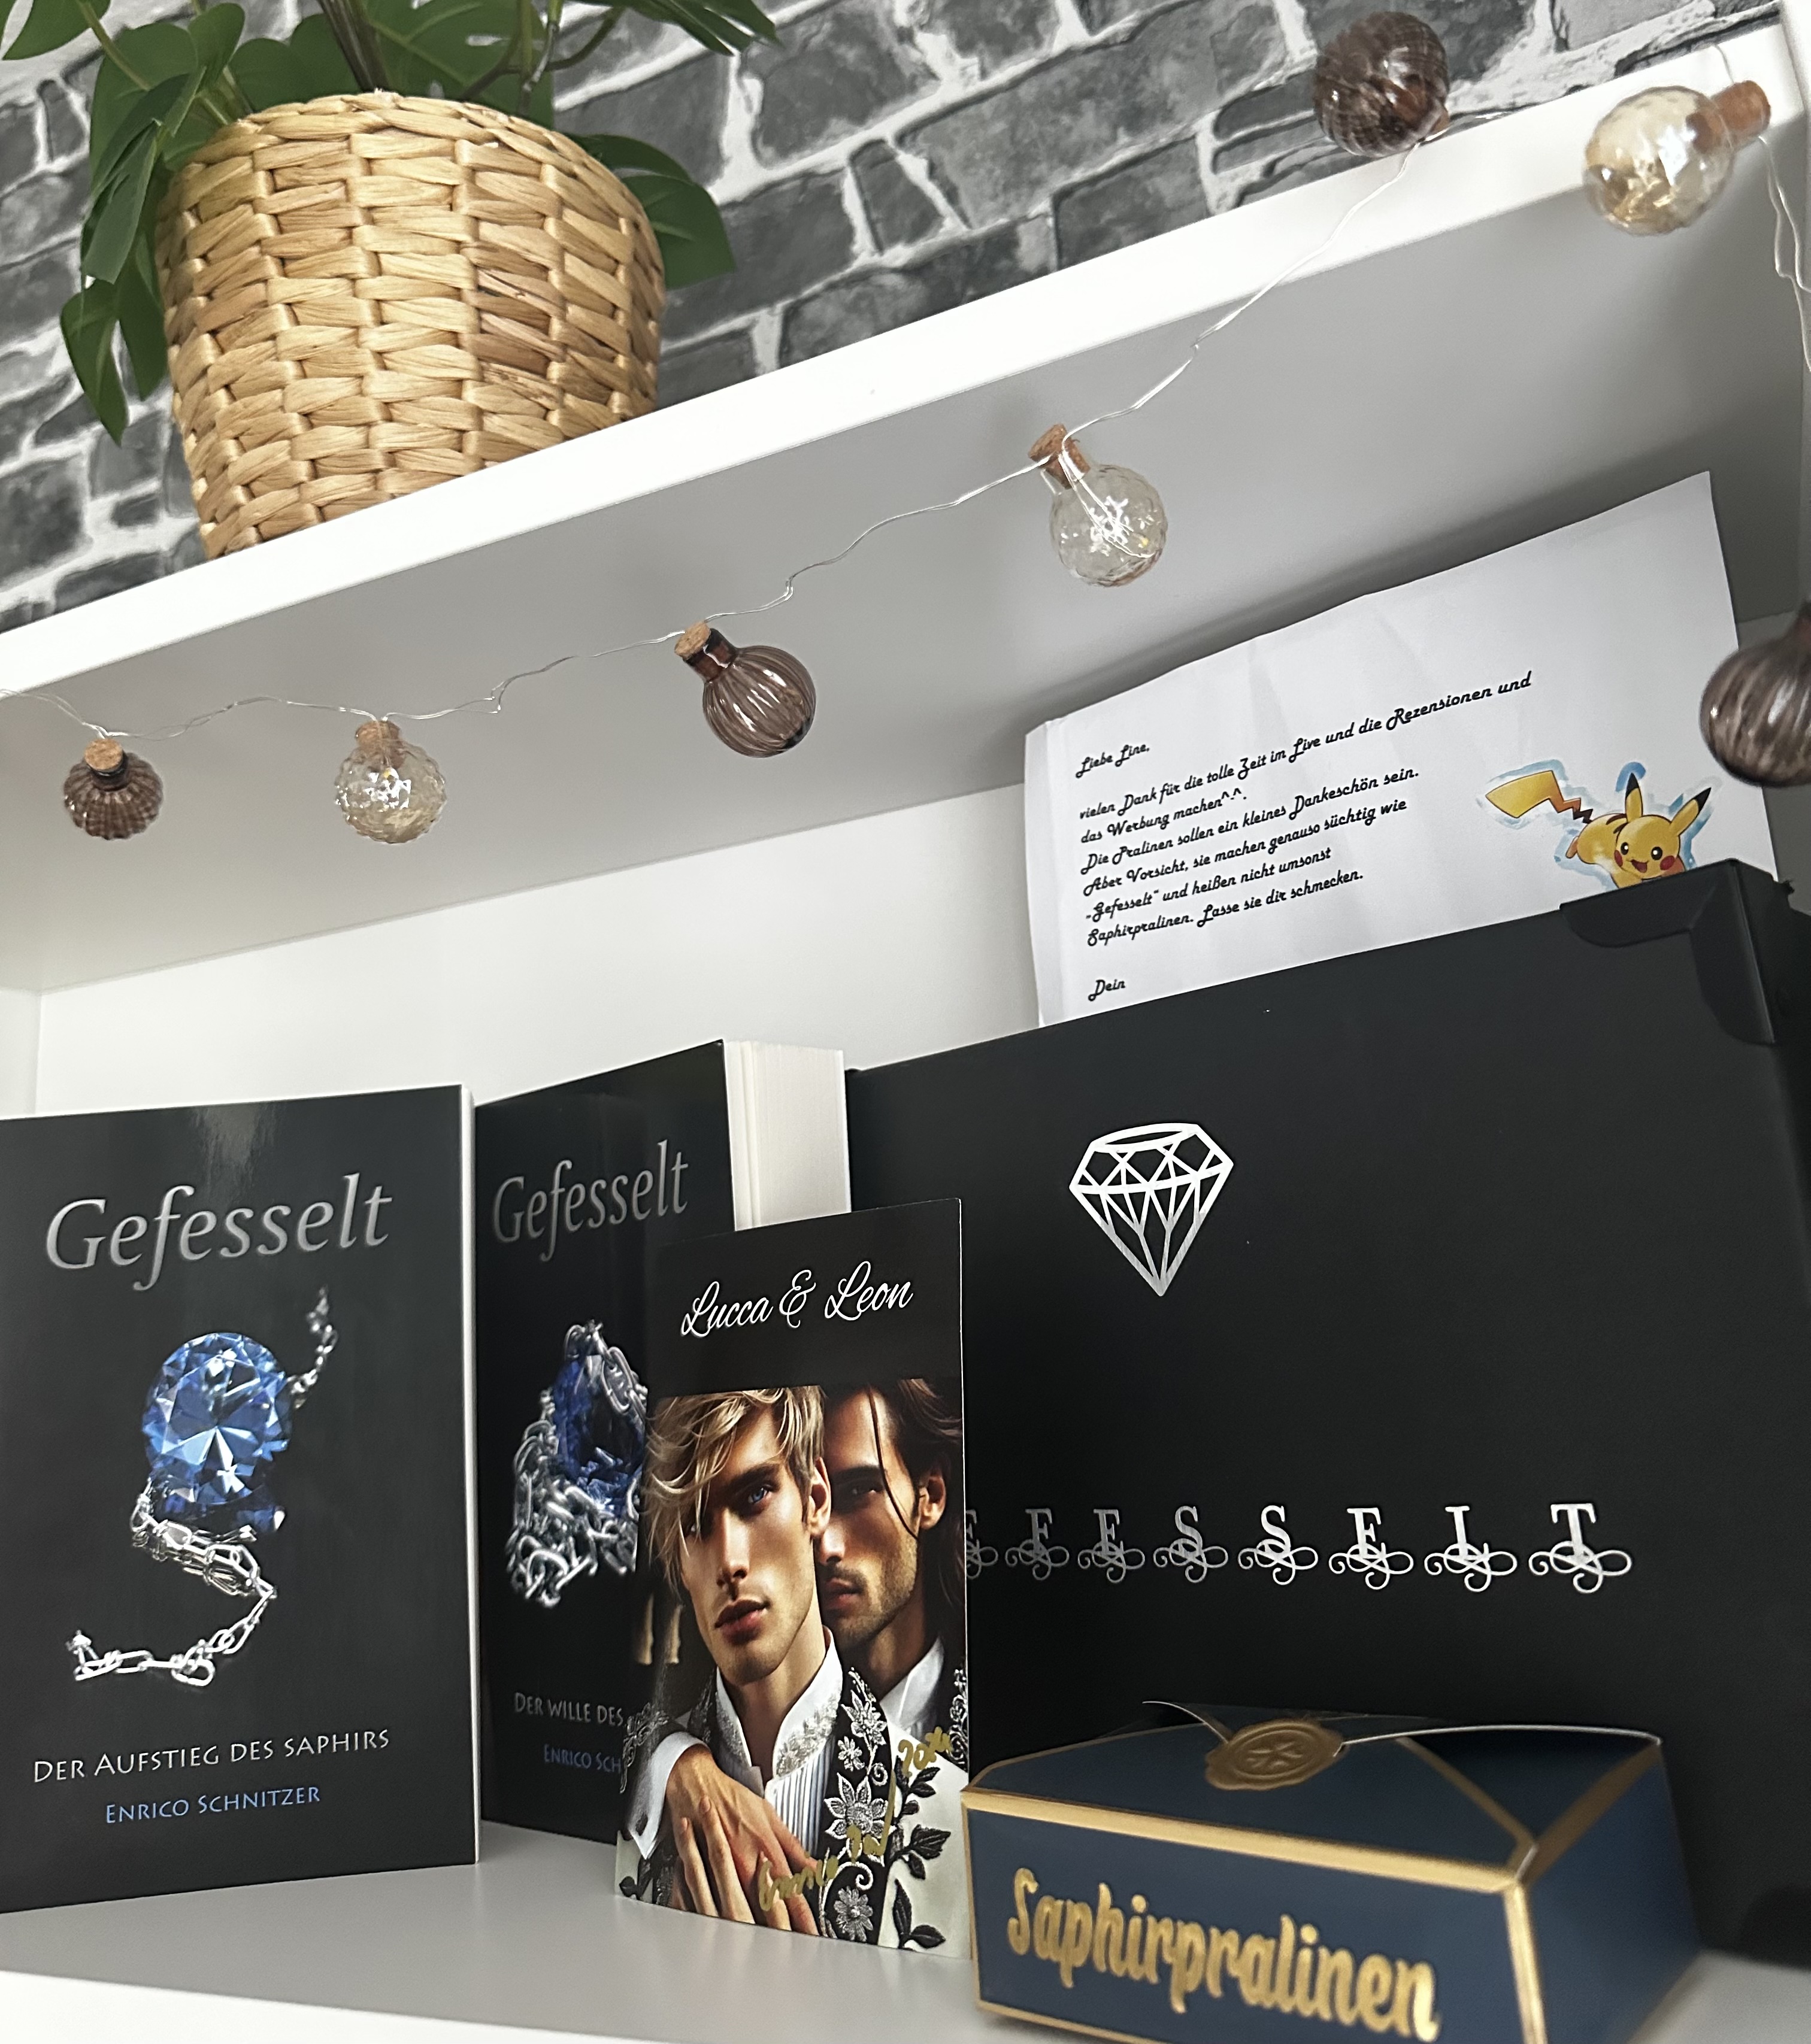 Liebe Line,
vielen Dank für die tolle Zeit im Live und die Rezensionen und
das Werbung machen^.^.
Die Pralinen sollen ein kleines Dankeschön sein.
Aber Vorsicht, sie machen genauso süchtig wie
„Gefesselt“ und heißen nicht umsonst
Saphirpralinen. Lasse sie dir schmecken.
Dein
Gefesselt
DER AUFSTIEG DES SAPHIRS
ENRICO SCHNITZER
Gefesselt
DER WILLE DES
ENRICO SCH
Lucca & Leon
EFESSELT
Saphirpralinen